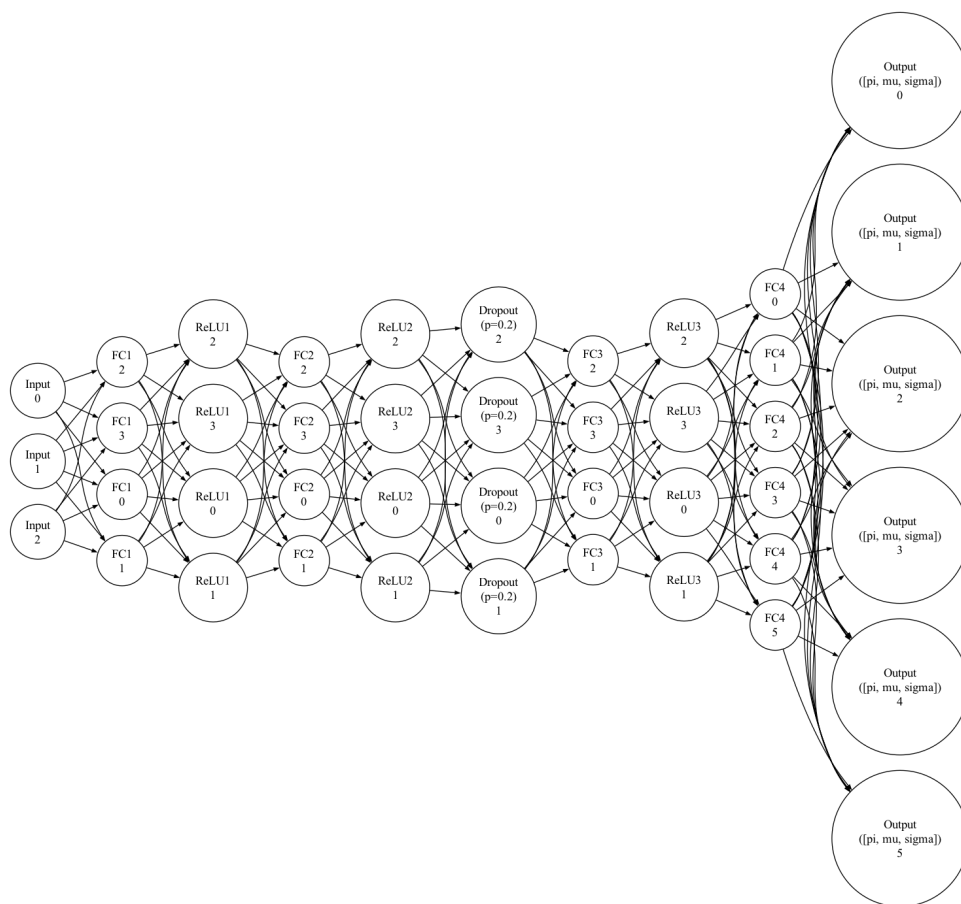 Input
0
Input
1
Input
2
FC1
2
FC1
3
FC1
0
FC1
1
ReLU1
2
ReLU1
3
ReLU1
0
ReLU1
1
FC2
2
FC2
3
FC2
0
FC2
1
ReLU2
2
ReLU2
3
ReLU2
0
ReLU2
1
Dropout
(p=0.2)
2
Dropout
(p=0.2)
3
Dropout
(p=0.2)
0
Dropout
(p=0.2)
1
FC3
2
FC3
3
FC3
0
FC3
1
ReLU3
2
ReLU3
3
ReLU3
0
ReLU3
1
FC4
0
FC4
1
FC4
2
FC4
3
FC4
4
FC4
5
Output
([pi, mu, sigma])
0
Output
([pi, mu, sigma])
1
Output
([pi, mu, sigma])
2
Output
([pi, mu, sigma])
3
Output
([pi, mu, sigma])
4
Output
([pi, mu, sigma])
5